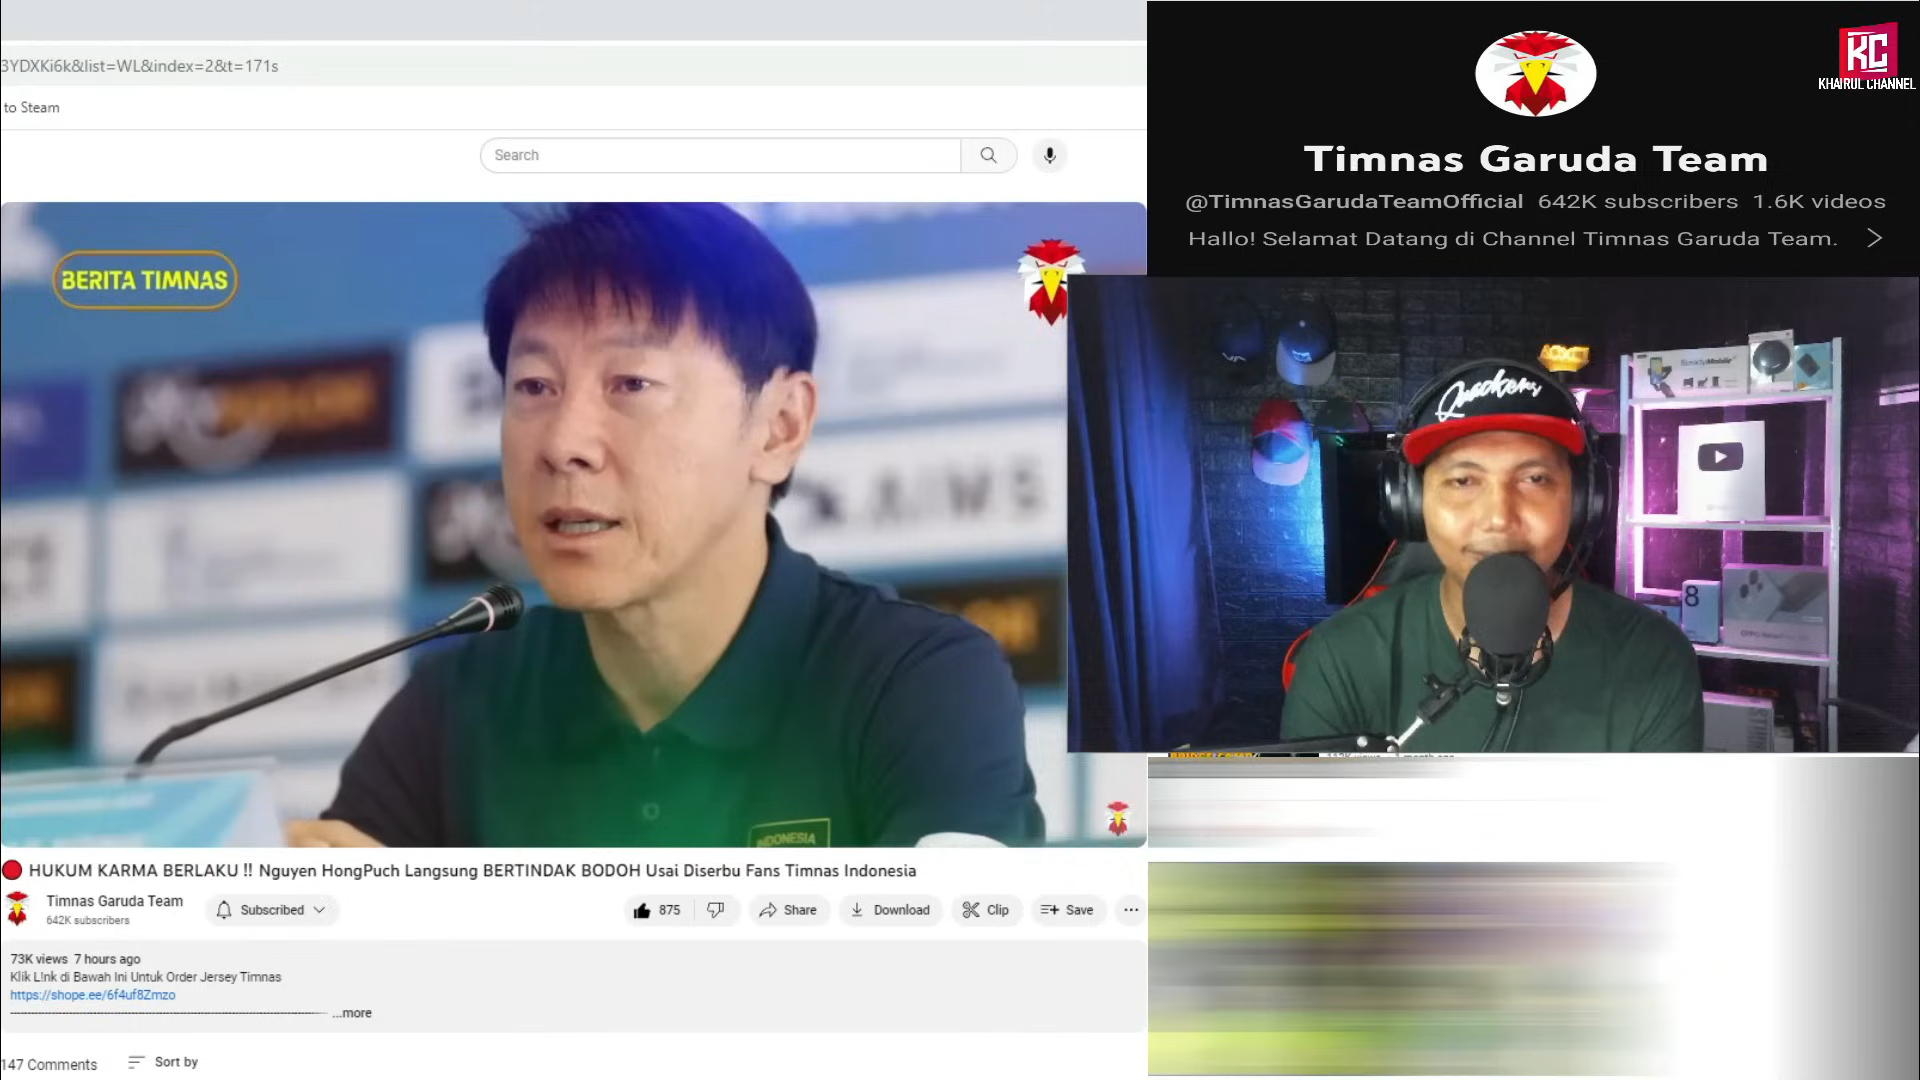 3YDXKi6k&list=WL&index=2&t=171s
to Steam
Search
BERITA TIMNAS
INDONESIA
HUKUM KARMA BERLAKU !! Nguyen HongPuch Langsung BERTINDAK BODOH Usai Diserbu Fans Timnas Indonesia
Timnas Garuda Team
642K subscribers
Subscribed
875
Share
Download
Clip
Save
73K views 7 hours ago
Klik L!nk di Bawah Ini Untuk Order Jersey Timnas
https://shope.ee/6f4uf8Zmzo
...more
147 Comments
Sort by
KC
KHAIRUL CHANNEL
Timnas Garuda Team
@TimnasGarudaTeamOfficial 642K subscribers 1.6K videos
Hallo! Selamat Datang di Channel Timnas Garuda Team.
Quackers
8